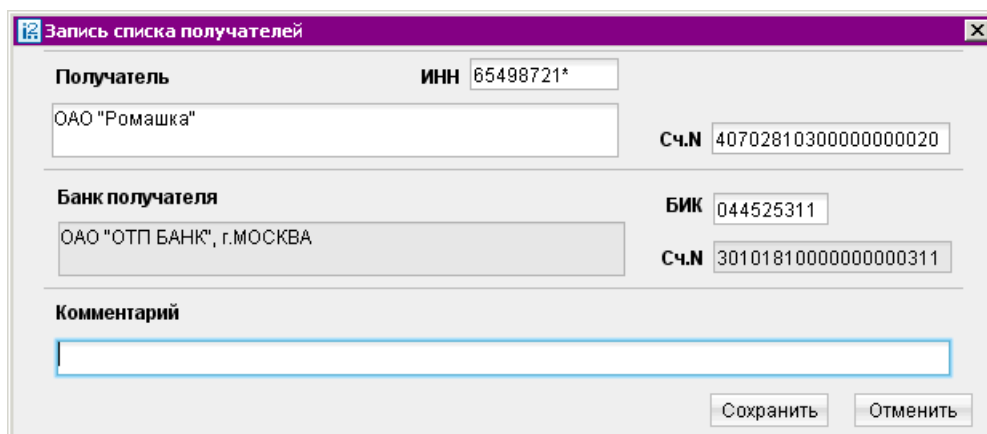 Запись списка получателей
Получатель ИНН 65498721*
ОАО "Ромашка"
Сч.N 40702810300000000020
Банк получателя БИК 044525311
ОАО "ОТП БАНК", г.МОСКВА
Сч.N 30101810000000000311
Комментарий
Сохранить Отменить